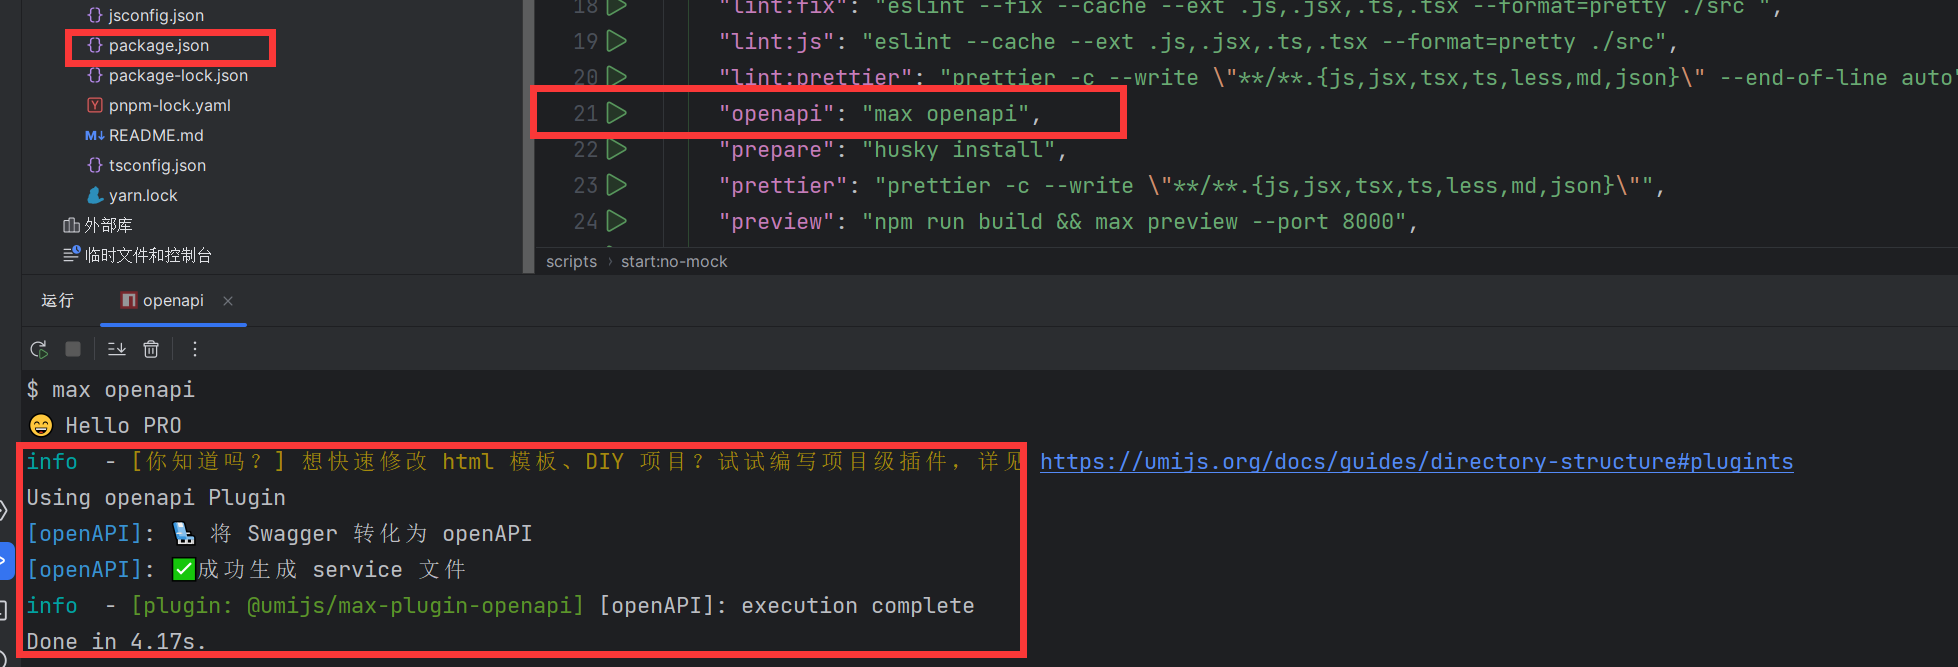 jsconfig.json
package.json
package-lock.json
pnpm-lock.yaml
README.md
tsconfig.json
yarn.lock
外部库
临时文件和控制台
18 "lint:fix": "eslint --fix --cache --ext .js,.jsx,.ts,.tsx --format=pretty ./src ",
19 "lint:js": "eslint --cache --ext .js,.jsx,.ts,.tsx --format=pretty ./src",
20 "lint:prettier": "prettier -c --write \"**/**.{js,jsx,tsx,ts,less,md,json}\" --end-of-line auto"
21 "openapi": "max openapi",
22 "prepare": "husky install",
23 "prettier": "prettier -c --write \"**/**.{js,jsx,tsx,ts,less,md,json}\"",
24 "preview": "npm run build && max preview --port 8000",
scripts › start:no-mock
运行 openapi ×
$ max openapi
😄 Hello PRO
info - [你知道吗？] 想快速修改 html 模板、DIY 项目？试试编写项目级插件，详见 https://umijs.org/docs/guides/directory-structure#plugints
Using openapi Plugin
[openAPI]: 💺 将 Swagger 转化为 openAPI
[openAPI]: ✅成功生成 service 文件
info - [plugin: @umijs/max-plugin-openapi] [openAPI]: execution complete
Done in 4.17s.